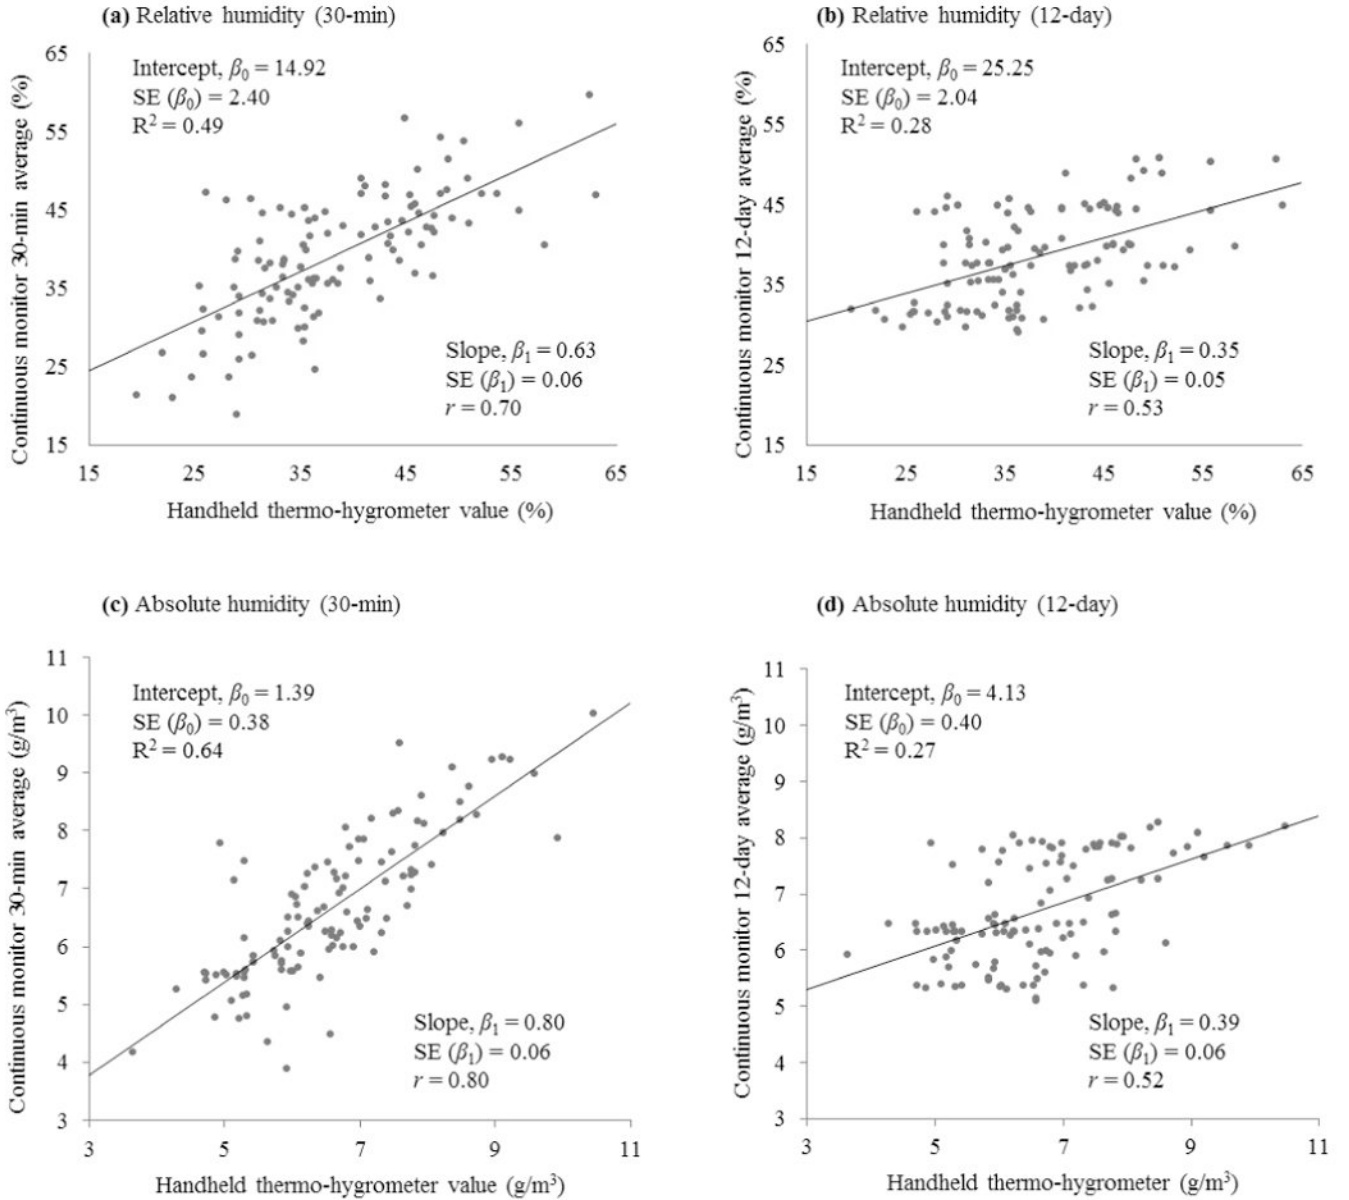 (a) Relative humidity (30-min)
Continuous monitor 30-min average (%)
65
55
45
35
25
15
Intercept, β0 = 14.92
SE (β0) = 2.40
R² = 0.49
Slope, β1 = 0.63
SE (β1) = 0.06
r = 0.70
15 25 35 45 55 65
Handheld thermo-hygrometer value (%)
(b) Relative humidity (12-day)
Continuous monitor 12-day average (%)
65
55
45
35
25
15
Intercept, β0 = 25.25
SE (β0) = 2.04
R² = 0.28
Slope, β1 = 0.35
SE (β1) = 0.05
r = 0.53
15 25 35 45 55 65
Handheld thermo-hygrometer value (%)
(c) Absolute humidity (30-min)
Continuous monitor 30-min average (g/m³)
11
10
9
8
7
6
5
4
3
Intercept, β0 = 1.39
SE (β0) = 0.38
R² = 0.64
Slope, β1 = 0.80
SE (β1) = 0.06
r = 0.80
3 5 7 9 11
Handheld thermo-hygrometer value (g/m³)
(d) Absolute humidity (12-day)
Continuous monitor 12-day average (g/m³)
11
10
9
8
7
6
5
4
3
Intercept, β0 = 4.13
SE (β0) = 0.40
R² = 0.27
Slope, β1 = 0.39
SE (β1) = 0.06
r = 0.52
3 5 7 9 11
Handheld thermo-hygrometer (g/m³)